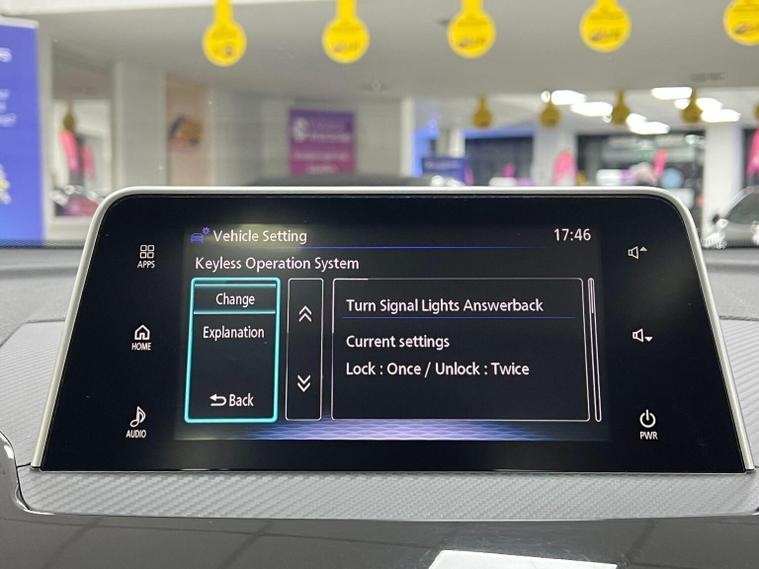 Vehicle Setting
17:46
APPS
Keyless Operation System
Change
Turn Signal Lights Answerback
Explanation
Current settings
HOME
Lock : Once / Unlock : Twice
Back
AUDIO
PWR